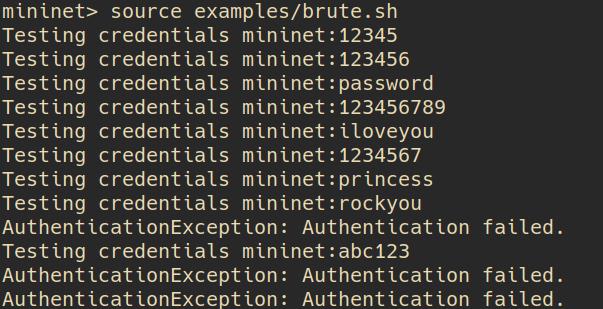 mininet> source examples/brute.sh
Testing credentials mininet:12345
Testing credentials mininet:123456
Testing credentials mininet:password
Testing credentials mininet:123456789
Testing credentials mininet:iloveyou
Testing credentials mininet:1234567
Testing credentials mininet:princess
Testing credentials mininet:rockyou
AuthenticationException: Authentication failed.
Testing credentials mininet:abc123
AuthenticationException: Authentication failed.
AuthenticationException: Authentication failed.